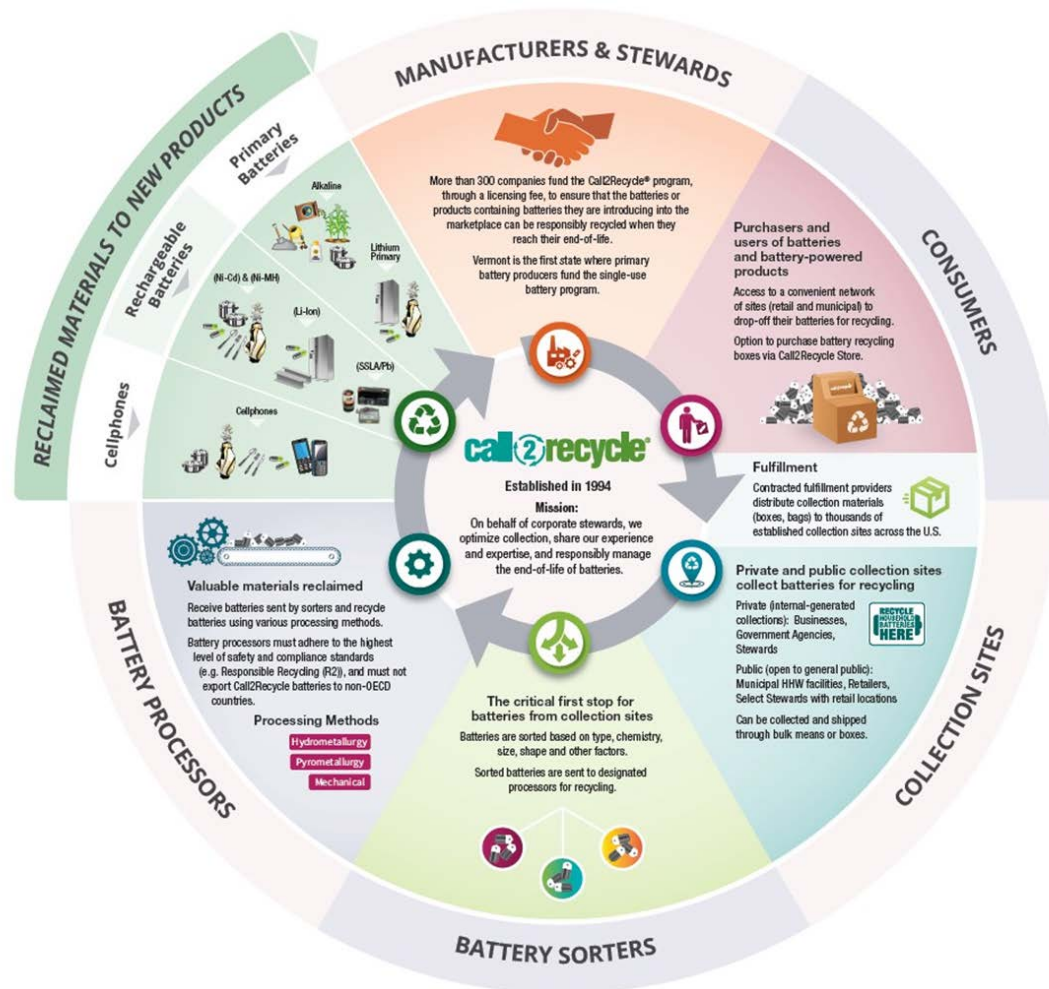 MANUFACTURERS & STEWARDS
More than 300 companies fund the Call2Recycle® program,
through a licensing fee, to ensure that the batteries or
products containing batteries they are introducing into the
marketplace can be responsibly recycled when they
reach their end-of-life.
Vermont is the first state where primary
battery producers fund the single-use
battery program.
CONSUMERS
Purchasers and
users of batteries
and battery-powered
products
Access to a convenient network
of sites (retail and municipal) to
drop-off their batteries for recycling.
Option to purchase battery recycling
boxes via Call2Recycle Store.
Fulfillment
Contracted fulfillment providers
distribute collection materials
(boxes, bags) to thousands of
established collection sites across the U.S.
COLLECTION SITES
Private and public collection sites
collect batteries for recycling
Private (internal-generated
collections): Businesses,
Government Agencies,
Stewards
RECYCLE
HOUSEHOLD
BATTERIES
HERE
Public (open to general public):
Municipal HHW facilities, Retailers,
Select Stewards with retail locations
Can be collected and shipped
through bulk means or boxes.
BATTERY SORTERS
The critical first stop for
batteries from collection sites
Batteries are sorted based on type, chemistry,
size, shape and other factors.
Sorted batteries are sent to designated
processors for recycling.
BATTERY PROCESSORS
Valuable materials reclaimed
Receive batteries sent by sorters and recycle
batteries using various processing methods.
Battery processors must adhere to the highest
level of safety and compliance standards
(e.g. Responsible Recycling (R2)), and must not
export Call2Recycle batteries to non-OECD
countries.
Processing Methods
Hydrometallurgy
Pyrometallurgy
Mechanical
RECLAIMED MATERIALS TO NEW PRODUCTS
Primary
Batteries
Alkaline
Lithium
Primary
Rechargeable
Batteries
(Ni-Cd) & (Ni-MH)
(Li-Ion)
(SSLA/Pb)
Cellphones
Cellphones
call2recycle®
Established in 1994
Mission:
On behalf of corporate stewards, we
optimize collection, share our experience
and expertise, and responsibly manage
the end-of-life of batteries.